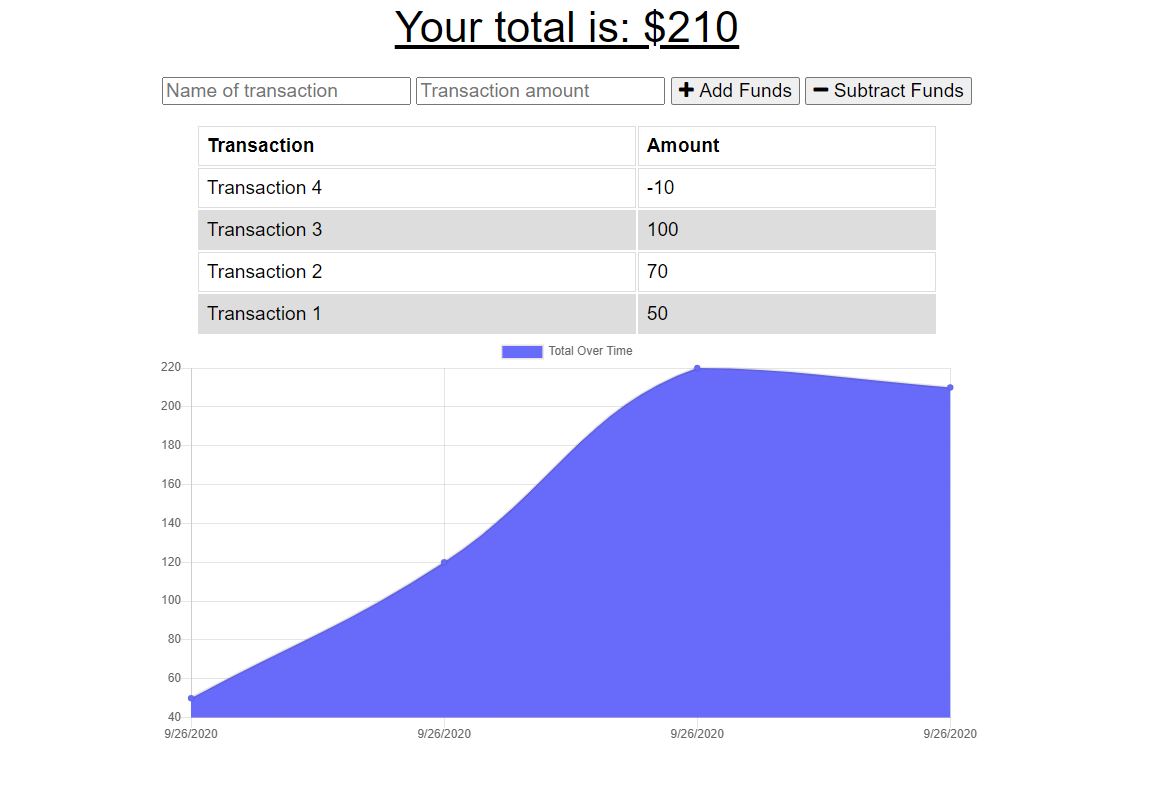 Your total is: $210
Name of transaction Transaction amount Add Funds Subtract Funds
Transaction Amount
Transaction 4 -10
Transaction 3 100
Transaction 2 70
Transaction 1 50
Total Over Time
220
200
180
160
140
120
100
80
60
40
9/26/2020 9/26/2020 9/26/2020 9/26/2020